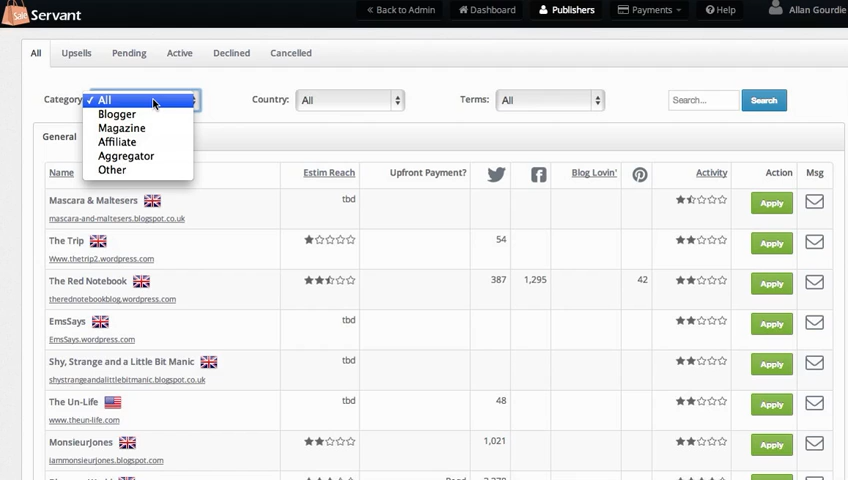 Sale Servant
Back to Admin Dashboard Publishers Payments Help Allan Gourdie
All Upsells Pending Active Declined Cancelled
Category All Country: All Terms: All Search... Search
Blogger
Magazine
Affiliate
Aggregator
Other
General
Name Estim Reach Upfront Payment? Blog Lovin' Activity Action Msg
Mascara & Maltesers tbd Apply
mascara-and-maltesers.blogspot.co.uk
The Trip 54 Apply
Www.thetrip2.wordpress.com
The Red Notebook 387 1,295 42 Apply
therednotebookblog.wordpress.com
EmsSays tbd Apply
EmsSays.wordpress.com
Shy, Strange and a Little Bit Manic tbd Apply
shystrangeandalittlebitmanic.blogspot.co.uk
The Un-Life tbd 48 Apply
www.theun-life.com
MonsieurJones 1,021 Apply
iammonsieurjones.blogspot.com